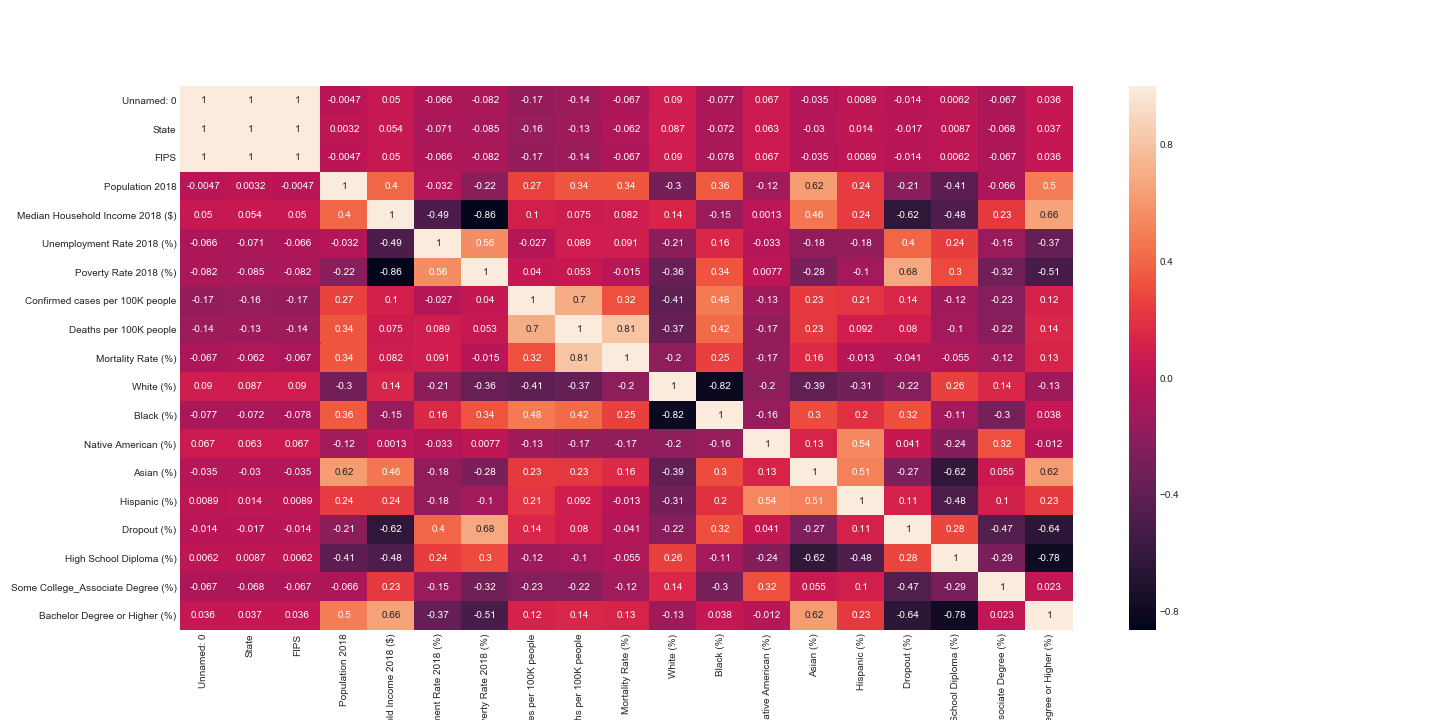 Unnamed: 0 1 1 1 -0.0047 0.05 -0.066 -0.082 -0.17 -0.14 -0.067 0.09 -0.077 0.067 -0.035 0.0089 -0.014 0.0062 -0.067 0.036
State 1 1 1 0.0032 0.054 -0.071 -0.085 -0.16 -0.13 -0.062 0.087 -0.072 0.063 -0.03 0.014 -0.017 0.0087 -0.068 0.037
0.8
FIPS 1 1 1 -0.0047 0.05 -0.066 -0.082 -0.17 -0.14 -0.067 0.09 -0.078 0.067 -0.035 0.0089 -0.014 0.0062 -0.067 0.036
Population 2018 -0.0047 0.0032 -0.0047 1 0.4 -0.032 -0.22 0.27 0.34 0.34 -0.3 0.36 -0.12 0.62 0.24 -0.21 -0.41 -0.066 0.5
Median Household Income 2018 ($) 0.05 0.054 0.05 0.4 1 -0.49 -0.86 0.1 0.075 0.082 0.14 -0.15 0.0013 0.46 0.24 -0.62 -0.48 0.23 0.66
Unemployment Rate 2018 (%) -0.066 -0.071 -0.066 -0.032 -0.49 1 0.56 -0.027 0.089 0.091 -0.21 0.16 -0.033 -0.18 -0.18 0.4 0.24 -0.15 -0.37
0.4
Poverty Rate 2018 (%) -0.082 -0.085 -0.082 -0.22 -0.86 0.56 1 0.04 0.053 -0.015 -0.36 0.34 0.0077 -0.28 -0.1 0.68 0.3 -0.32 -0.51
Confirmed cases per 100K people -0.17 -0.16 -0.17 0.27 0.1 -0.027 0.04 1 0.7 0.32 -0.41 0.48 -0.13 0.23 0.21 0.14 -0.12 -0.23 0.12
Deaths per 100K people -0.14 -0.13 -0.14 0.34 0.075 0.089 0.053 0.7 1 0.81 -0.37 0.42 -0.17 0.23 0.092 0.08 -0.1 -0.22 0.14
Mortality Rate (%) -0.067 -0.062 -0.067 0.34 0.082 0.091 -0.015 0.32 0.81 1 -0.2 0.25 -0.17 0.16 -0.013 -0.041 -0.055 -0.12 0.13
0.0
White (%) 0.09 0.087 0.09 -0.3 0.14 -0.21 -0.36 -0.41 -0.37 -0.2 1 -0.82 -0.2 -0.39 -0.31 -0.22 0.26 0.14 -0.13
Black (%) -0.077 -0.072 -0.078 0.36 -0.15 0.16 0.34 0.48 0.42 0.25 -0.82 1 -0.16 0.3 0.2 0.32 -0.11 -0.3 0.038
Native American (%) 0.067 0.063 0.067 -0.12 0.0013 -0.033 0.0077 -0.13 -0.17 -0.17 -0.2 -0.16 1 0.13 0.54 0.041 -0.24 0.32 -0.012
Asian (%) -0.035 -0.03 -0.035 0.62 0.46 -0.18 -0.28 0.23 0.23 0.16 -0.39 0.3 0.13 1 0.51 -0.27 -0.62 0.055 0.62
−0.4
Hispanic (%) 0.0089 0.014 0.0089 0.24 0.24 -0.18 -0.1 0.21 0.092 -0.013 -0.31 0.2 0.54 0.51 1 0.11 -0.48 0.1 0.23
Dropout (%) -0.014 -0.017 -0.014 -0.21 -0.62 0.4 0.68 0.14 0.08 -0.041 -0.22 0.32 0.041 -0.27 0.11 1 0.28 -0.47 -0.64
High School Diploma (%) 0.0062 0.0087 0.0062 -0.41 -0.48 0.24 0.3 -0.12 -0.1 -0.055 0.26 -0.11 -0.24 -0.62 -0.48 0.28 1 -0.29 -0.78
Some College_Associate Degree (%) -0.067 -0.068 -0.067 -0.066 0.23 -0.15 -0.32 -0.23 -0.22 -0.12 0.14 -0.3 0.32 0.055 0.1 -0.47 -0.29 1 0.023
Bachelor Degree or Higher (%) 0.036 0.037 0.036 0.5 0.66 -0.37 -0.51 0.12 0.14 0.13 -0.13 0.038 -0.012 0.62 0.23 -0.64 -0.78 0.023 1
−0.8
Unnamed: 0
State
FIPS
Population 2018
Income 2018 ($)
Rate 2018 (%)
Rate 2018 (%)
per 100K people
per 100K people
Mortality Rate (%)
White (%)
Black (%)
American (%)
Asian (%)
Hispanic (%)
Dropout (%)
School Diploma (%)
Degree (%)
or Higher (%)